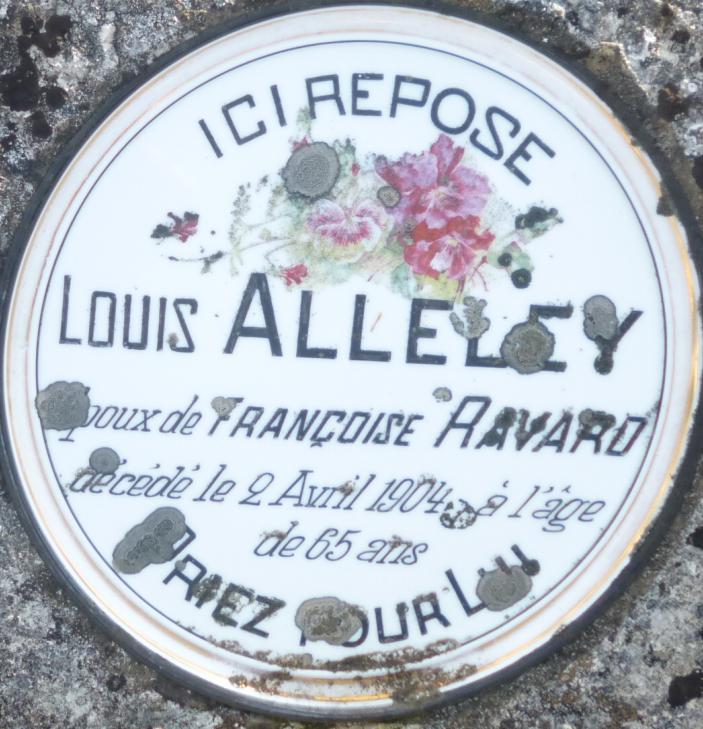 ICI REPOSE
LOUIS ALLELEY
Époux de FRANÇOISE RAVARD
décédé le 2 Avril 1904 à l'âge
de 65 ans
PRIEZ POUR LUI